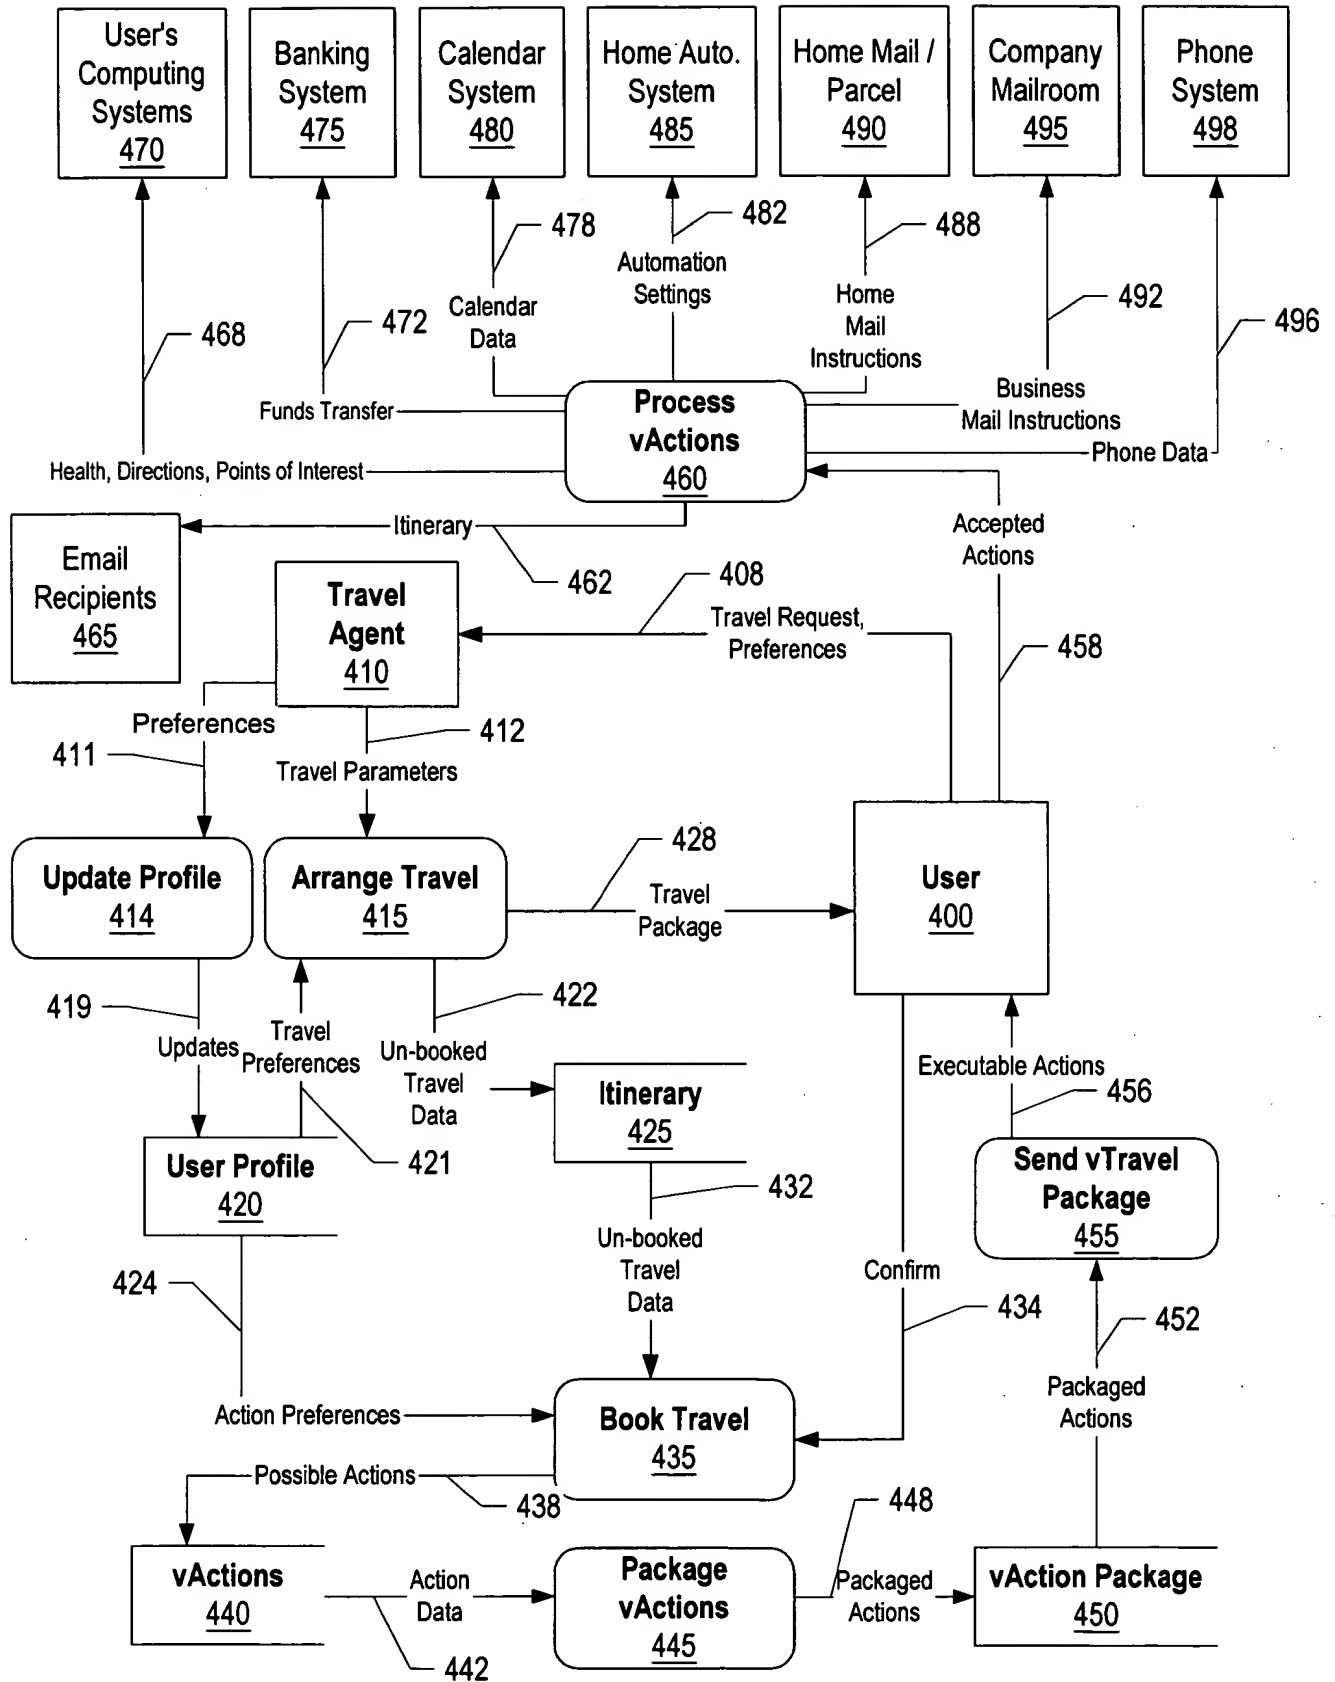 User's
Computing
Systems
470
Banking
System
475
Calendar
System
480
Home Auto.
System
485
Home Mail /
Parcel
490
Company
Mailroom
495
Phone
System
498
468
472
478
482
488
492
496
Calendar
Data
Automation
Settings
Home
Mail
Instructions
Business
Mail Instructions
Funds Transfer
Health, Directions, Points of Interest
Phone Data
Process
vActions
460
Itinerary
462
Email
Recipients
465
Accepted
Actions
458
Travel
Agent
410
408
Travel Request,
Preferences
Preferences
411
412
Travel Parameters
Update Profile
414
Arrange Travel
415
428
Travel
Package
User
400
419
Updates
Travel
Preferences
421
422
Un-booked
Travel
Data
Itinerary
425
Executable Actions
456
User Profile
420
432
Un-booked
Travel
Data
Send vTravel
Package
455
424
Confirm
434
452
Packaged
Actions
Action Preferences
Book Travel
435
Possible Actions
438
vActions
440
Action
Data
442
Package
vActions
445
448
Packaged
Actions
vAction Package
450